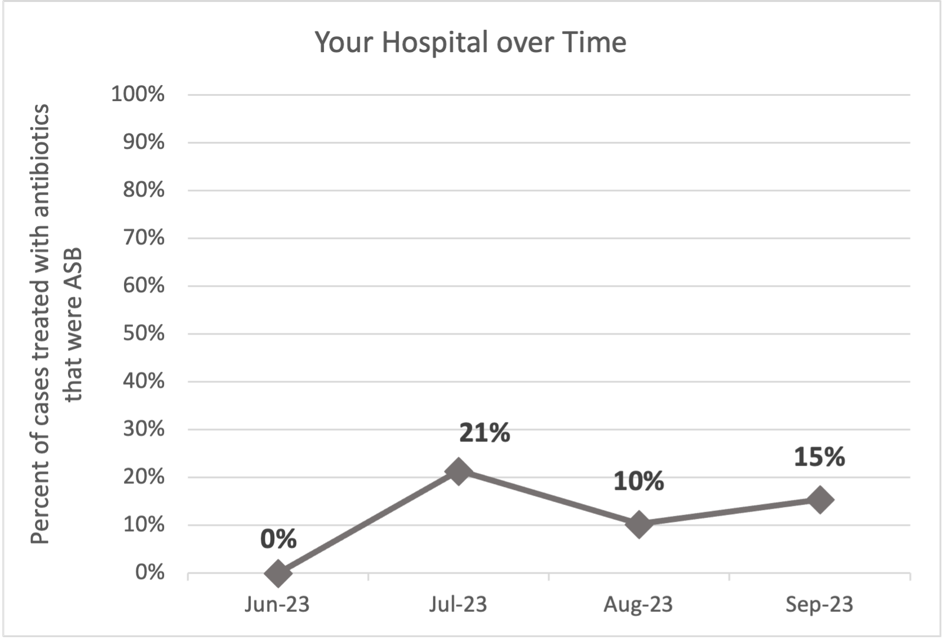 Your Hospital over Time
Percent of cases treated with antibiotics
that were ASB
100%
90%
80%
70%
60%
50%
40%
30%
20%
10%
0%
0%
21%
10%
15%
Jun-23
Jul-23
Aug-23
Sep-23